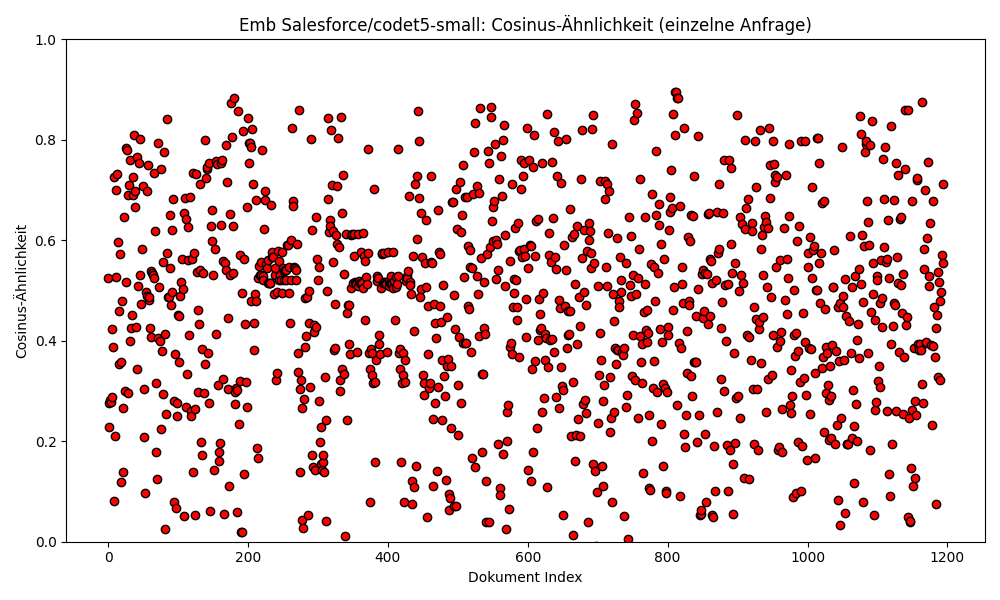 Emb Salesforce/codet5-small: Cosinus-Ähnlichkeit (einzelne Anfrage)
1.0
0.8
0.6
0.4
0.2
0.0
Cosinus-Ähnlichkeit
0 200 400 600 800 1000 1200
Dokument Index